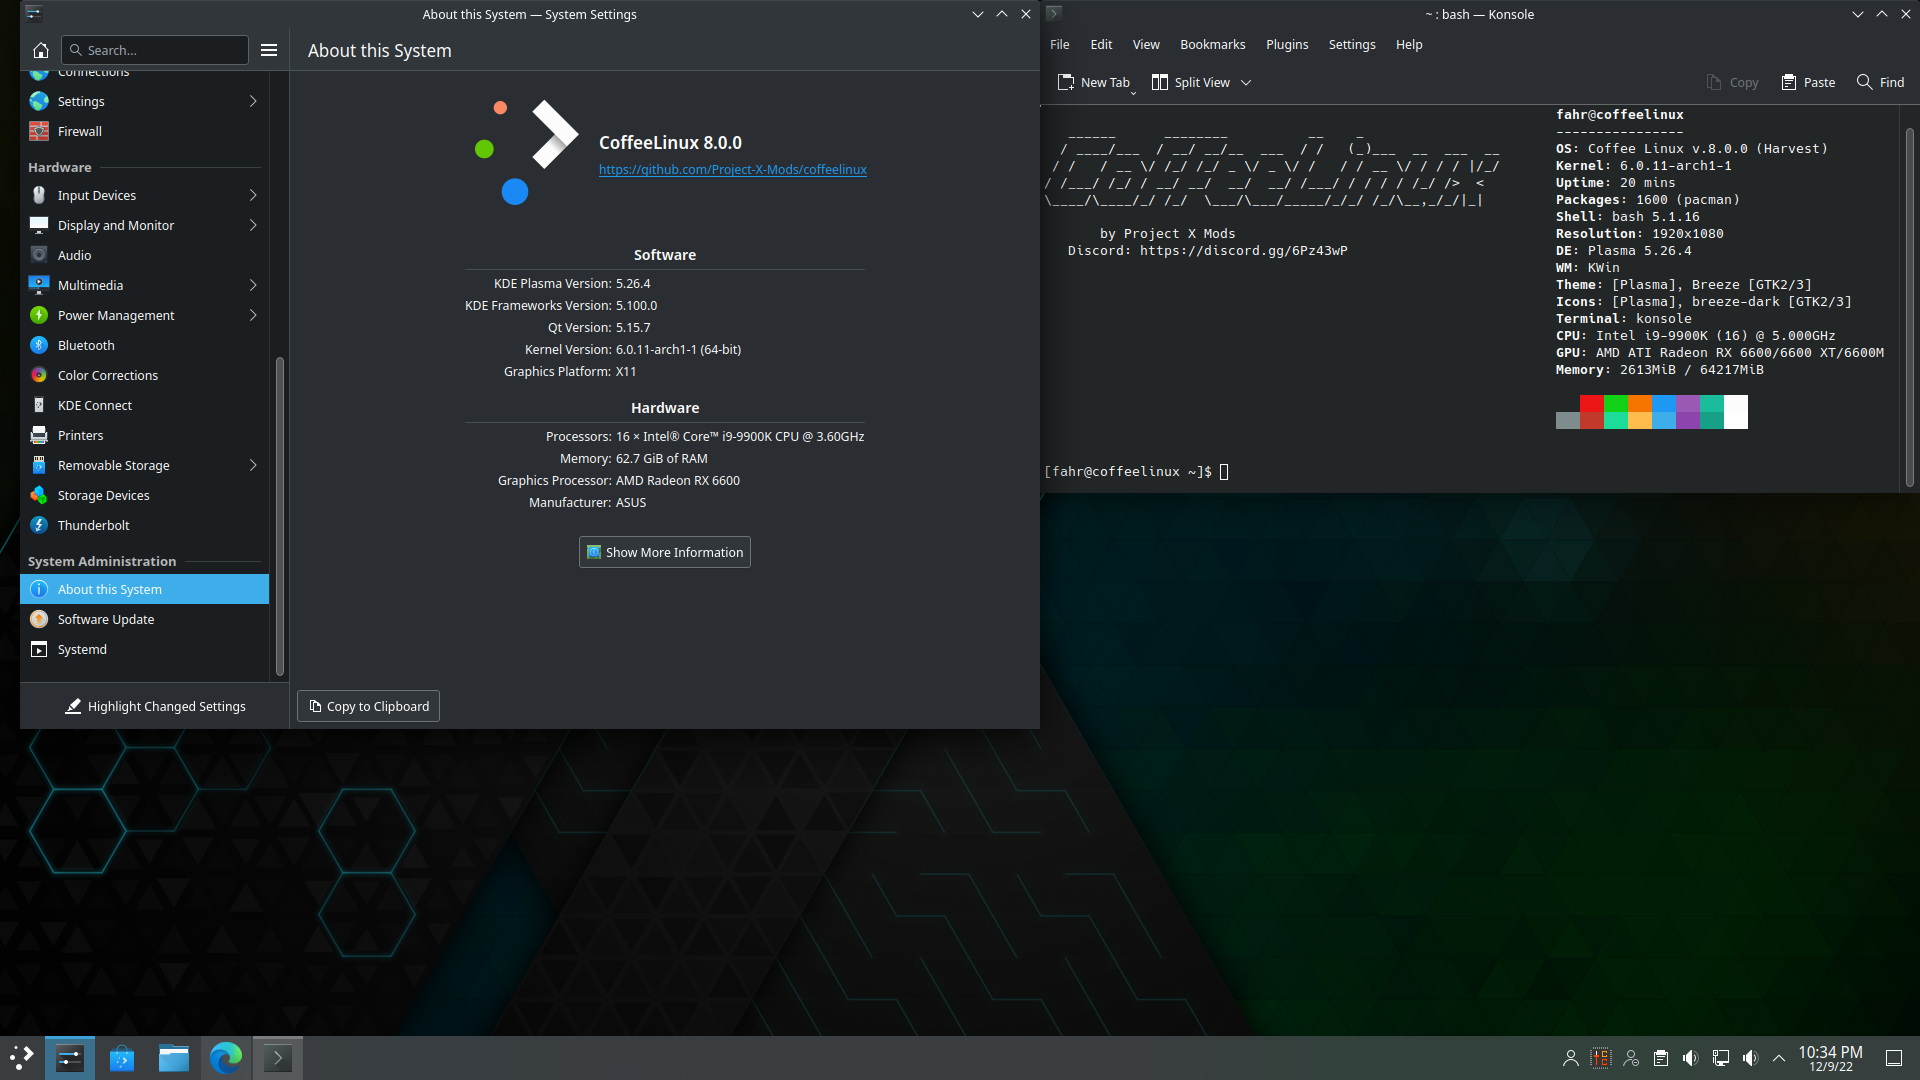 About this System — System Settings
Search...
About this System
Connections
Settings
Firewall
Hardware
Input Devices
Display and Monitor
Audio
Multimedia
Power Management
Bluetooth
Color Corrections
KDE Connect
Printers
Removable Storage
Storage Devices
Thunderbolt
System Administration
About this System
Software Update
Systemd
Highlight Changed Settings
CoffeeLinux 8.0.0
https://github.com/Project-X-Mods/coffeelinux
Software
KDE Plasma Version: 5.26.4
KDE Frameworks Version: 5.100.0
Qt Version: 5.15.7
Kernel Version: 6.0.11-arch1-1 (64-bit)
Graphics Platform: X11
Hardware
Processors: 16 × Intel® Core™ i9-9900K CPU @ 3.60GHz
Memory: 62.7 GiB of RAM
Graphics Processor: AMD Radeon RX 6600
Manufacturer: ASUS
Show More Information
Copy to Clipboard
~ : bash — Konsole
File Edit View Bookmarks Plugins Settings Help
New Tab Split View Copy Paste Find
CoffeeLinux
by Project X Mods
Discord: https://discord.gg/6Pz43wP
fahr@coffeelinux
----------------
OS: Coffee Linux v.8.0.0 (Harvest)
Kernel: 6.0.11-arch1-1
Uptime: 20 mins
Packages: 1600 (pacman)
Shell: bash 5.1.16
Resolution: 1920x1080
DE: Plasma 5.26.4
WM: KWin
Theme: [Plasma], Breeze [GTK2/3]
Icons: [Plasma], breeze-dark [GTK2/3]
Terminal: konsole
CPU: Intel i9-9900K (16) @ 5.000GHz
GPU: AMD ATI Radeon RX 6600/6600 XT/6600M
Memory: 2613MiB / 64217MiB
[fahr@coffeelinux ~]$
10:34 PM
12/9/22